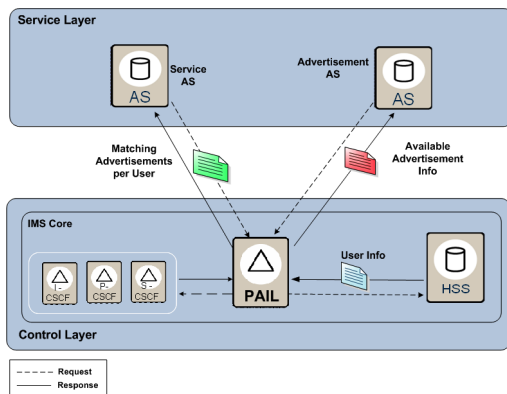 Service Layer
Service
AS
AS
Advertisement
AS
AS
Matching
Advertisements
per User
Available
Advertisement
Info
IMS Core
I-
CSCF
P-
CSCF
S-
CSCF
PAIL
User Info
HSS
Control Layer
Request
Response